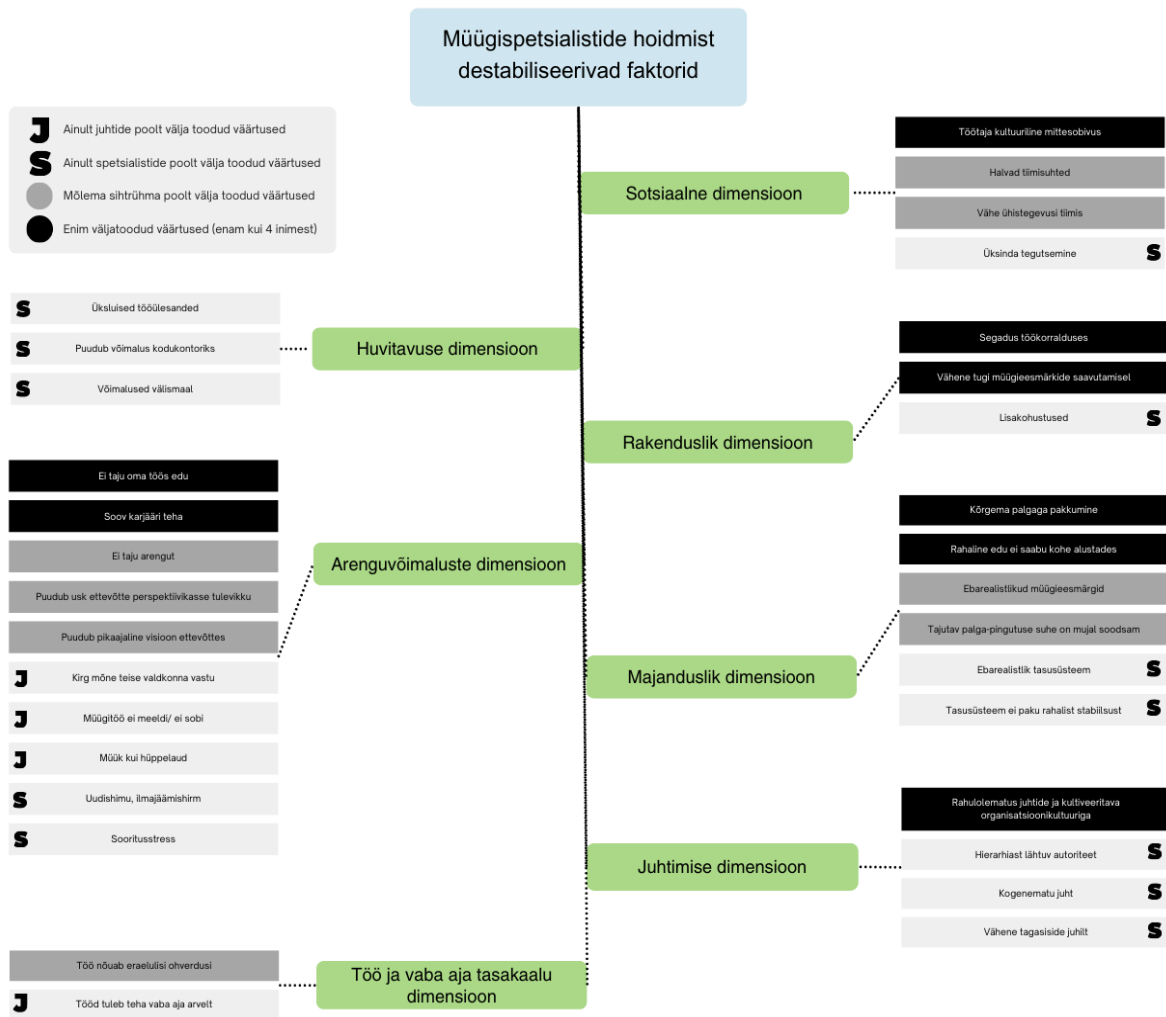 Müügispetsialistide hoidmist
destabiliseerivad faktorid
J Ainult juhtide poolt välja toodud väärtused
S Ainult spetsialistide poolt välja toodud väärtused
Mõlema sihtrühma poolt välja toodud väärtused
Enim väljatoodud väärtused (enam kui 4 inimest)
Sotsiaalne dimensioon
Töötaja kultuuriline mittesobivus
Halvad tiimisuhted
Vähe ühistegevusi tiimis
Üksinda tegutsemine S
Huvitavuse dimensioon
S Üksluised tööülesanded
S Puudub võimalus kodukontoriks
S Võimalused välismaal
Rakenduslik dimensioon
Segadus töökorralduses
Vähene tugi müügieesmärkide saavutamisel
Lisakohustused S
Arenguvõimaluste dimensioon
Ei taju oma töös edu
Soov karjääri teha
Ei taju arengut
Puudub usk ettevõtte perspektiivikasse tulevikku
Puudub pikaajaline visioon ettevõttes
J Kirg mõne teise valdkonna vastu
J Müügitöö ei meeldi/ ei sobi
J Müük kui hüppelaud
S Uudishimu, ilmajäämishirm
S Sooritusstress
Majanduslik dimensioon
Kõrgema palgaga pakkumine
Rahaline edu ei saabu kohe alustades
Ebarealistlikud müügieesmärgid
Tajutav palga-pingutuse suhe on mujal soodsam
Ebarealistlik tasusüsteem S
Tasusüsteem ei paku rahalist stabiilsust S
Juhtimise dimensioon
Rahulolematus juhtide ja kultiveeritava
organisatsioonikultuuriga
Hierarhiast lähtuv autoriteet S
Kogenematu juht S
Vähene tagasiside juhilt S
Töö ja vaba aja tasakaalu
dimensioon
Töö nõuab eraelulisi ohverdusi
J Tööd tuleb teha vaba aja arvelt